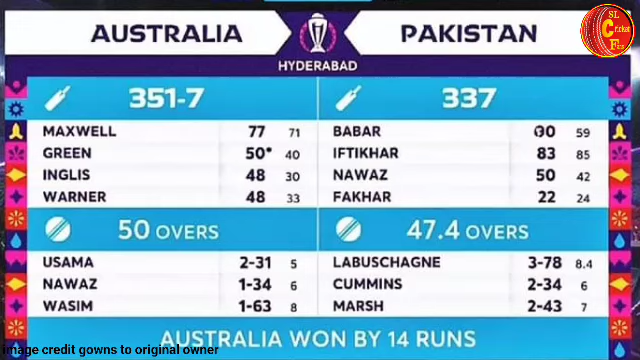 SL
Cricket
Fans
AUSTRALIA PAKISTAN
HYDERABAD
351-7 337
MAXWELL 77 71 BABAR 90 59
GREEN 50* 40 IFTIKHAR 83 85
INGLIS 48 30 NAWAZ 50 42
WARNER 48 33 FAKHAR 22 24
50 OVERS 47.4 OVERS
USAMA 2-31 5 LABUSCHAGNE 3-78 8.4
NAWAZ 1-34 6 CUMMINS 2-34 6
WASIM 1-63 8 MARSH 2-43 7
AUSTRALIA WON BY 14 RUNS
image credit gowns to original owner